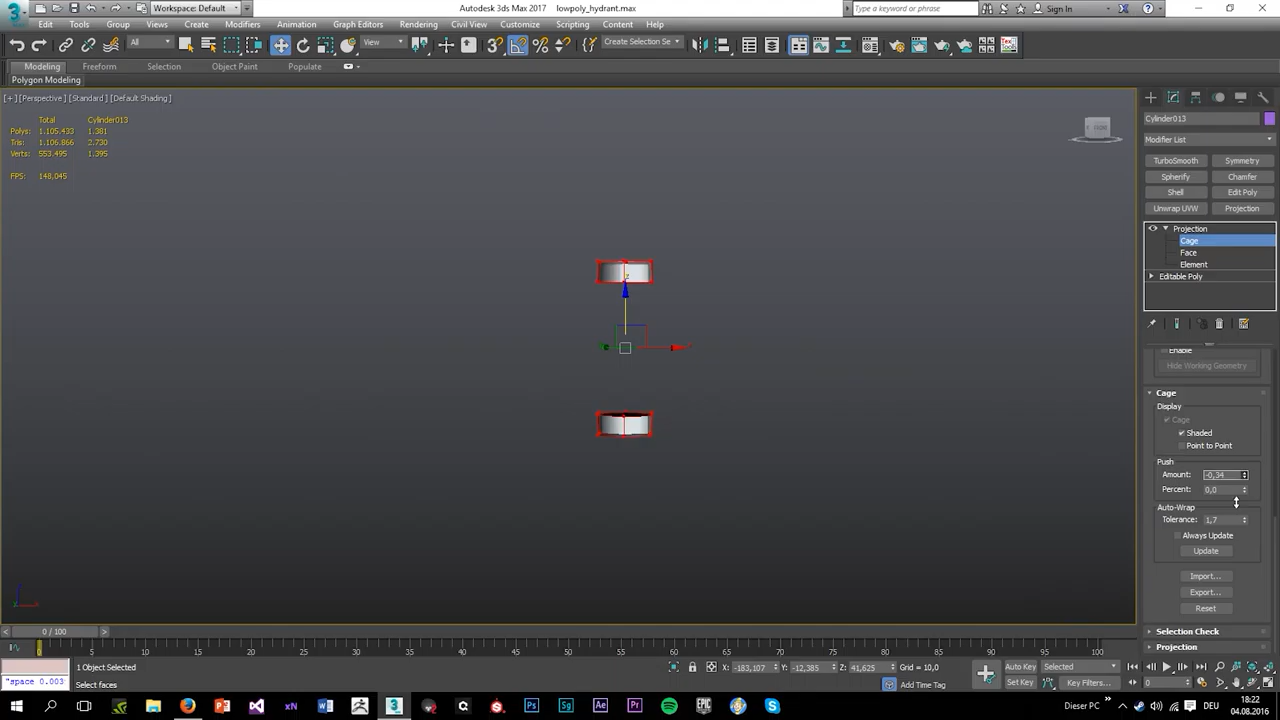 Workspace: Default
Autodesk 3ds Max 2017 lowpoly_hydrant.max
Type a keyword or phrase
Sign In
Edit Tools Group Views Create Modifiers Animation Graph Editors Rendering Civil View Customize Scripting Content Help
All View Create Selection Se
Modeling Freeform Selection Object Paint Populate
Polygon Modeling
[+] [Perspective] [Standard] [Default Shading]
Total Cylinder013
Polys: 1.105.433 1.381
Tris: 1.106.866 2.730
Verts: 553.495 1.395
FPS: 148,045
Cylinder013
Modifier List
TurboSmooth Symmetry
Spherify Chamfer
Shell Edit Poly
Unwrap UVW Projection
Projection
Cage
Face
Element
Editable Poly
Enable
Hide Working Geometry
Cage
Display
Cage
Shaded
Point to Point
Push
Amount: -0,34
Percent: 0,0
Auto-Wrap
Tolerance: 1,7
Always Update
Update
Import...
Export...
Reset
Selection Check
Projection
0 / 100
0 5 10 15 20 25 30 35 40 45 50 55 60 65 70 75 80 85 90 95 100
1 Object Selected
X: -183,107 Y: -12,385 Z: 41,625 Grid = 10,0
Auto Key Selected
"space 0.003
Select faces
Add Time Tag
Set Key Key Filters...
0
Dieser PC
DEU
18:22
04.08.2016